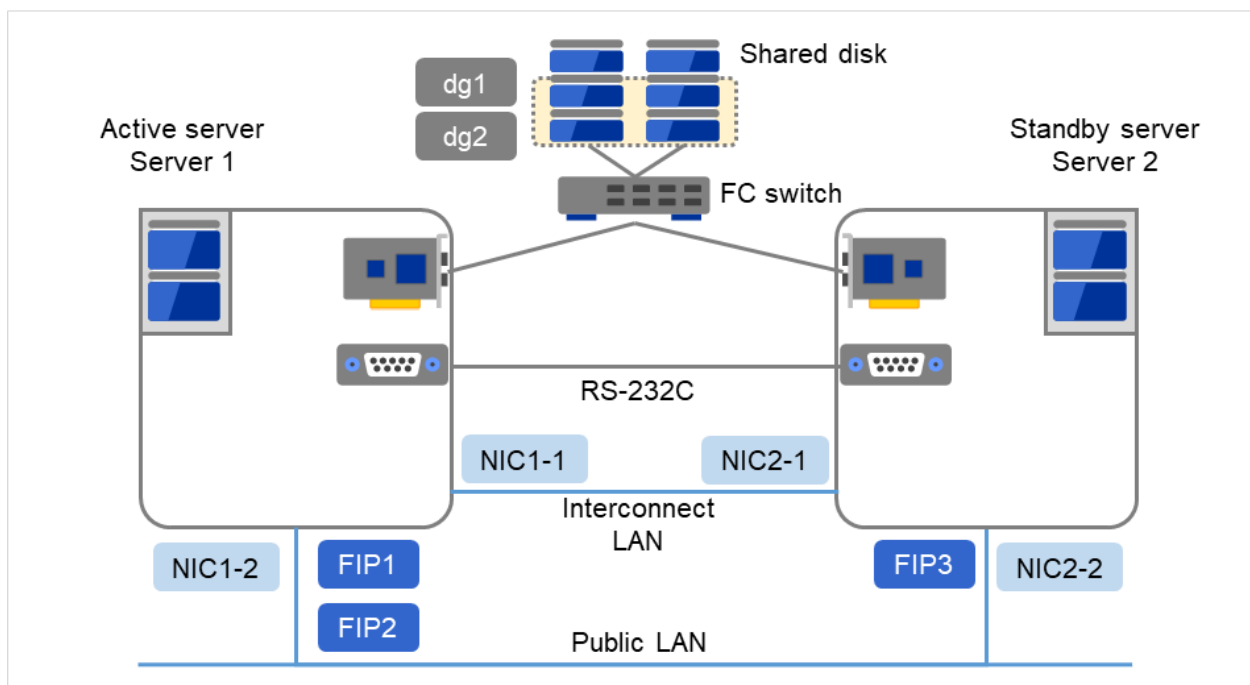 Shared disk
dg1
dg2
Active server
Server 1
Standby server
Server 2
FC switch
RS-232C
NIC1-1
NIC2-1
Interconnect
LAN
NIC1-2
FIP1
FIP3
NIC2-2
FIP2
Public LAN